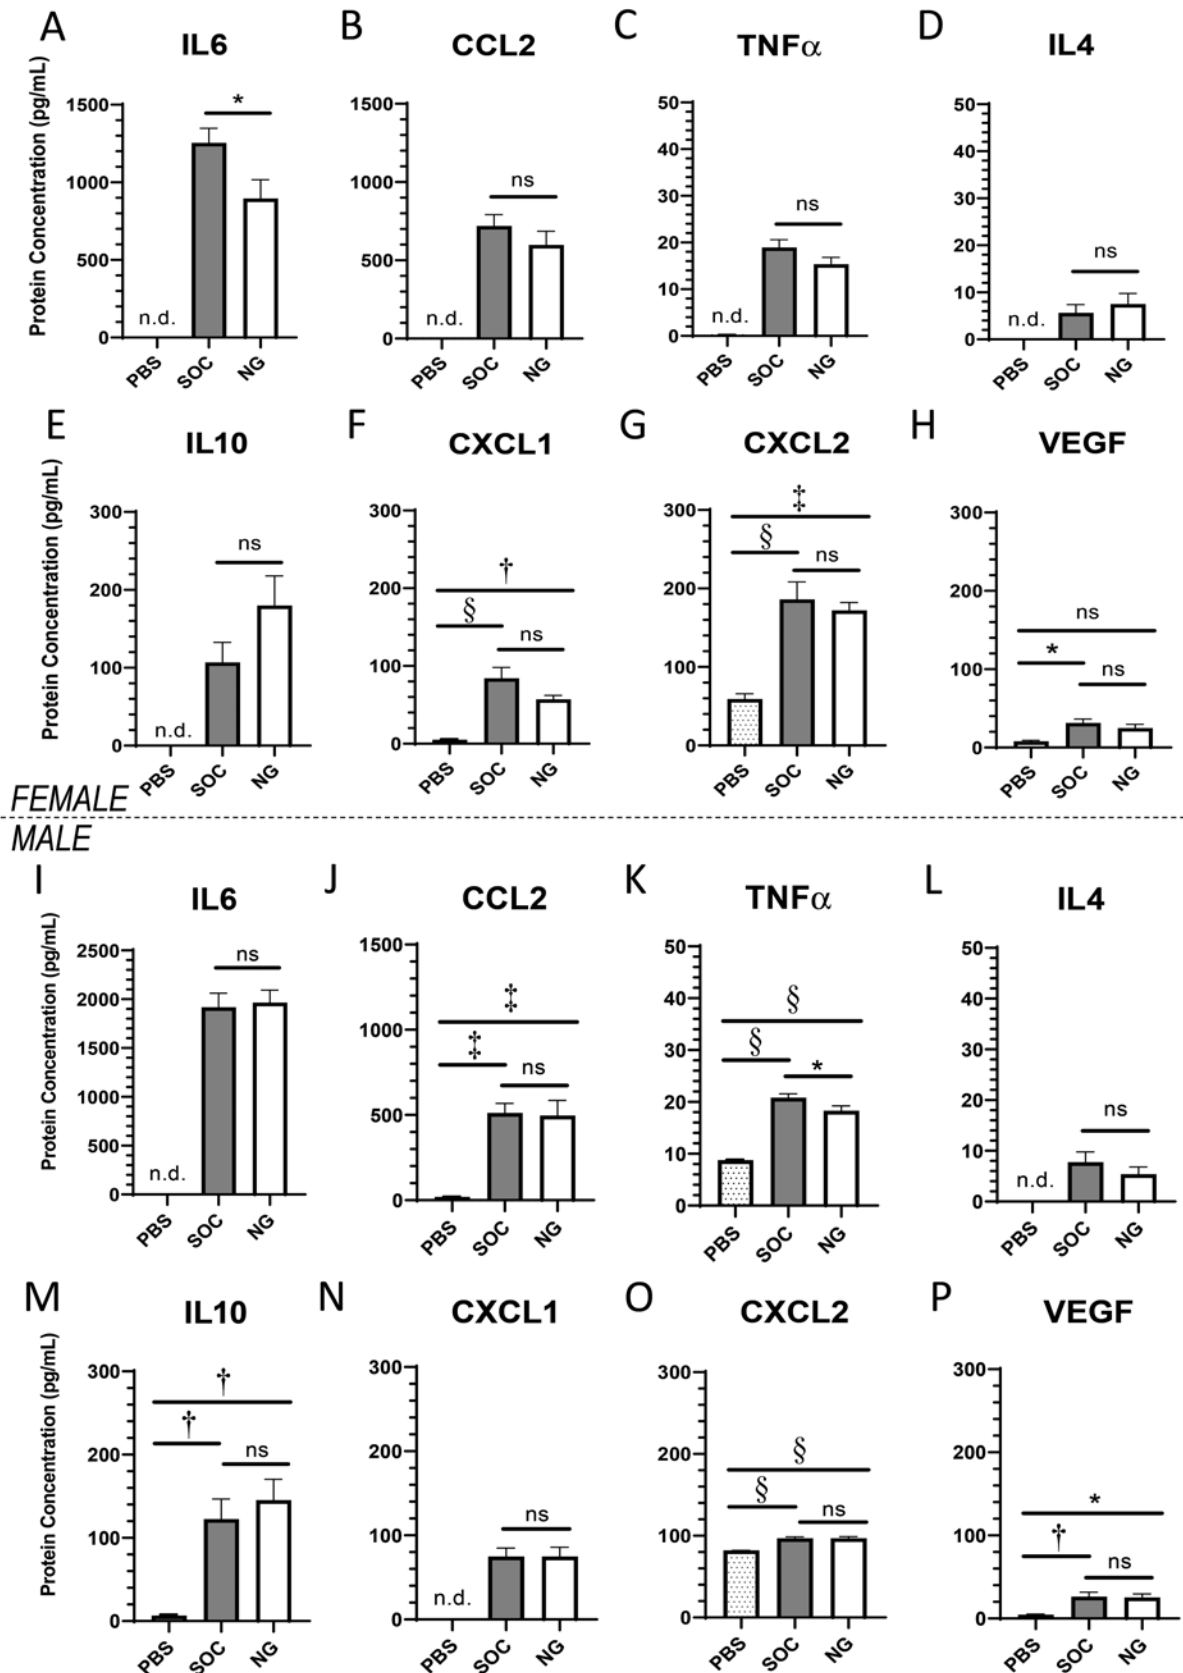 A B C D
IL6 CCL2 TNFα IL4
Protein Concentration (pg/mL)
1500 1500 50 50
* ns ns ns
40 40
1000 1000 30 30
500 500 20 20
10 10
n.d. n.d. n.d. n.d.
0 0 0 0
PBS SOC NG PBS SOC NG PBS SOC NG PBS SOC NG
E F G H
IL10 CXCL1 CXCL2 VEGF
Protein Concentration (pg/mL)
‡
300 300 300 300
§ ns
ns †
200 200 200 200
§ ns
ns
* ns
100 100 100 100
n.d.
0 0 0 0
PBS SOC NG PBS SOC NG PBS SOC NG PBS SOC NG
FEMALE
MALE
I J K L
IL6 CCL2 TNFα IL4
Protein Concentration (pg/mL)
2500 1500 50 50
ns
2000 ‡ § 40 40
1500 1000 ‡ § 30 30
ns *
1000 500 20 20
ns
500 10 10
n.d. n.d.
0 0 0 0
PBS SOC NG PBS SOC NG PBS SOC NG PBS SOC NG
M N O P
IL10 CXCL1 CXCL2 VEGF
Protein Concentration (pg/mL)
300 300 300 300
†
† ns
200 200 200 200
§
§ ns *
ns † ns
100 100 100 100
n.d.
0 0 0 0
PBS SOC NG PBS SOC NG PBS SOC NG PBS SOC NG